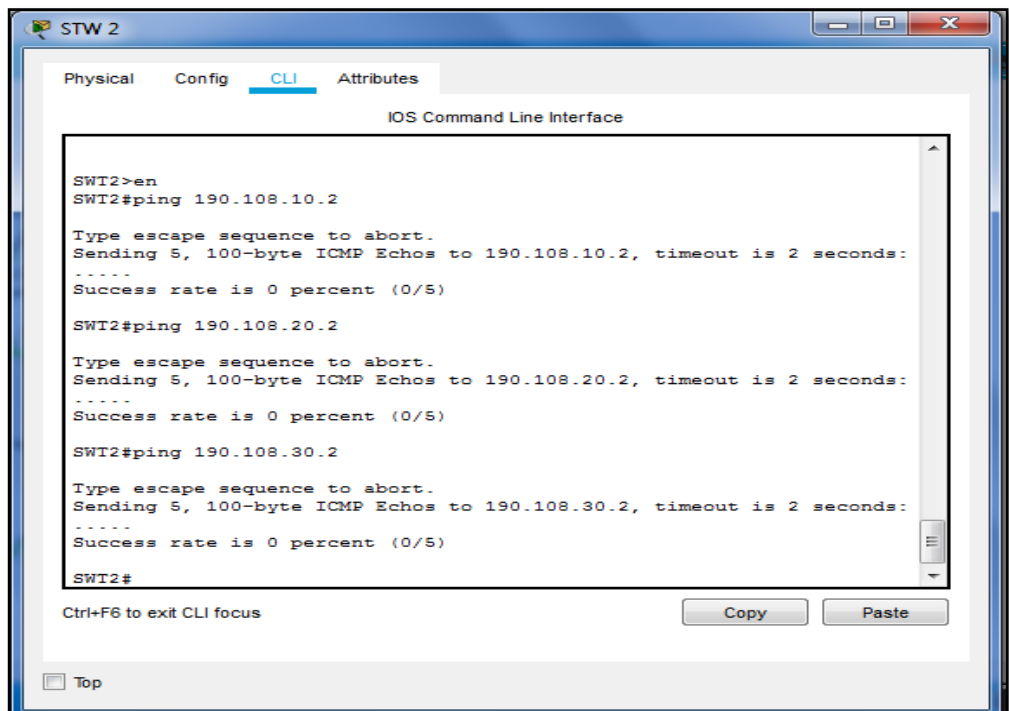 STW 2
Physical Config CLI Attributes
IOS Command Line Interface
SWT2>en
SWT2#ping 190.108.10.2
Type escape sequence to abort.
Sending 5, 100-byte ICMP Echos to 190.108.10.2, timeout is 2 seconds:
.....
Success rate is 0 percent (0/5)
SWT2#ping 190.108.20.2
Type escape sequence to abort.
Sending 5, 100-byte ICMP Echos to 190.108.20.2, timeout is 2 seconds:
.....
Success rate is 0 percent (0/5)
SWT2#ping 190.108.30.2
Type escape sequence to abort.
Sending 5, 100-byte ICMP Echos to 190.108.30.2, timeout is 2 seconds:
.....
Success rate is 0 percent (0/5)
SWT2#
Ctrl+F6 to exit CLI focus
Copy Paste
Top